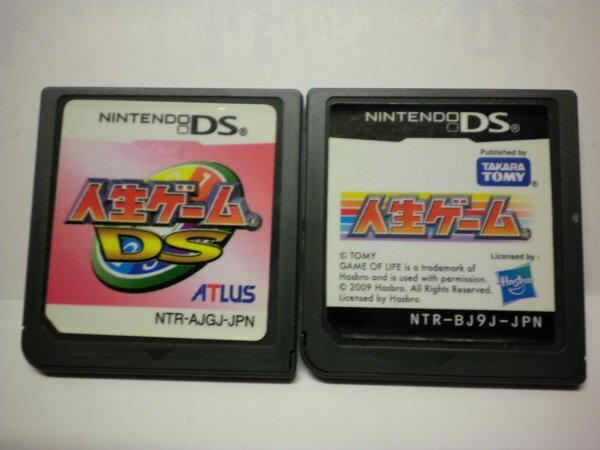 NINTENDO DS®
人生ゲーム®
DS
ATLUS
NTR-AJGJ-JPN
NINTENDO DS®
Published by
TAKARA
TOMY®
人生ゲーム®
© TOMY
GAME OF LIFE is a trademark of
Hasbro and is used with permission.
© 2009 Hasbro. All Rights Reserved.
Licensed by Hasbro.
Licensed by :
Hasbro
NTR-BJ9J-JPN